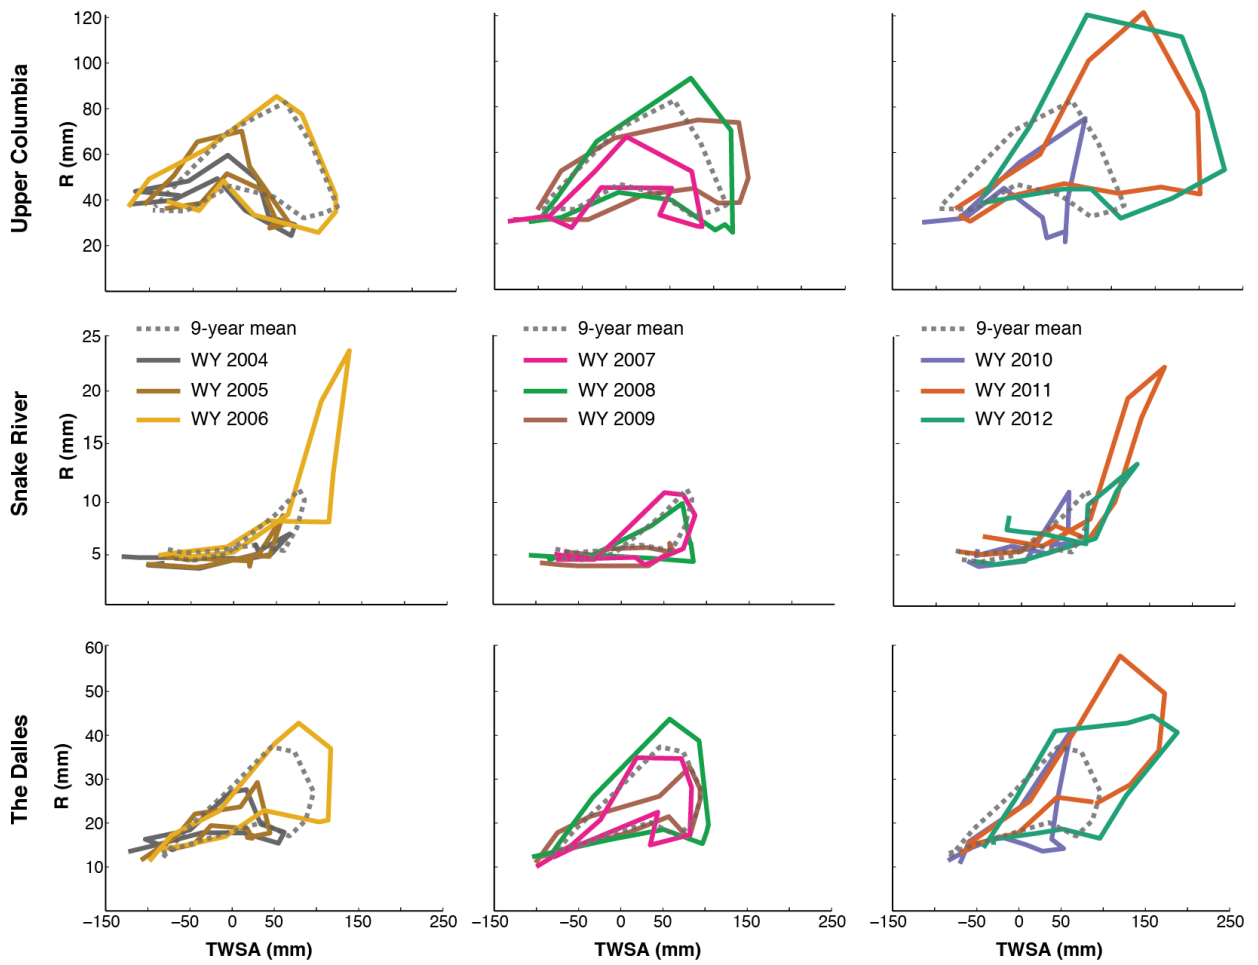 Upper Columbia
R (mm)
120
100
80
60
40
20
Snake River
R (mm)
25
20
15
10
5
9-year mean
WY 2004
WY 2005
WY 2006
9-year mean
WY 2007
WY 2008
WY 2009
9-year mean
WY 2010
WY 2011
WY 2012
The Dalles
R (mm)
60
50
40
30
20
10
−150 −50 0 50 150 250
−150 −50 0 50 150 250
−150 −50 0 50 150 250
TWSA (mm) TWSA (mm) TWSA (mm)